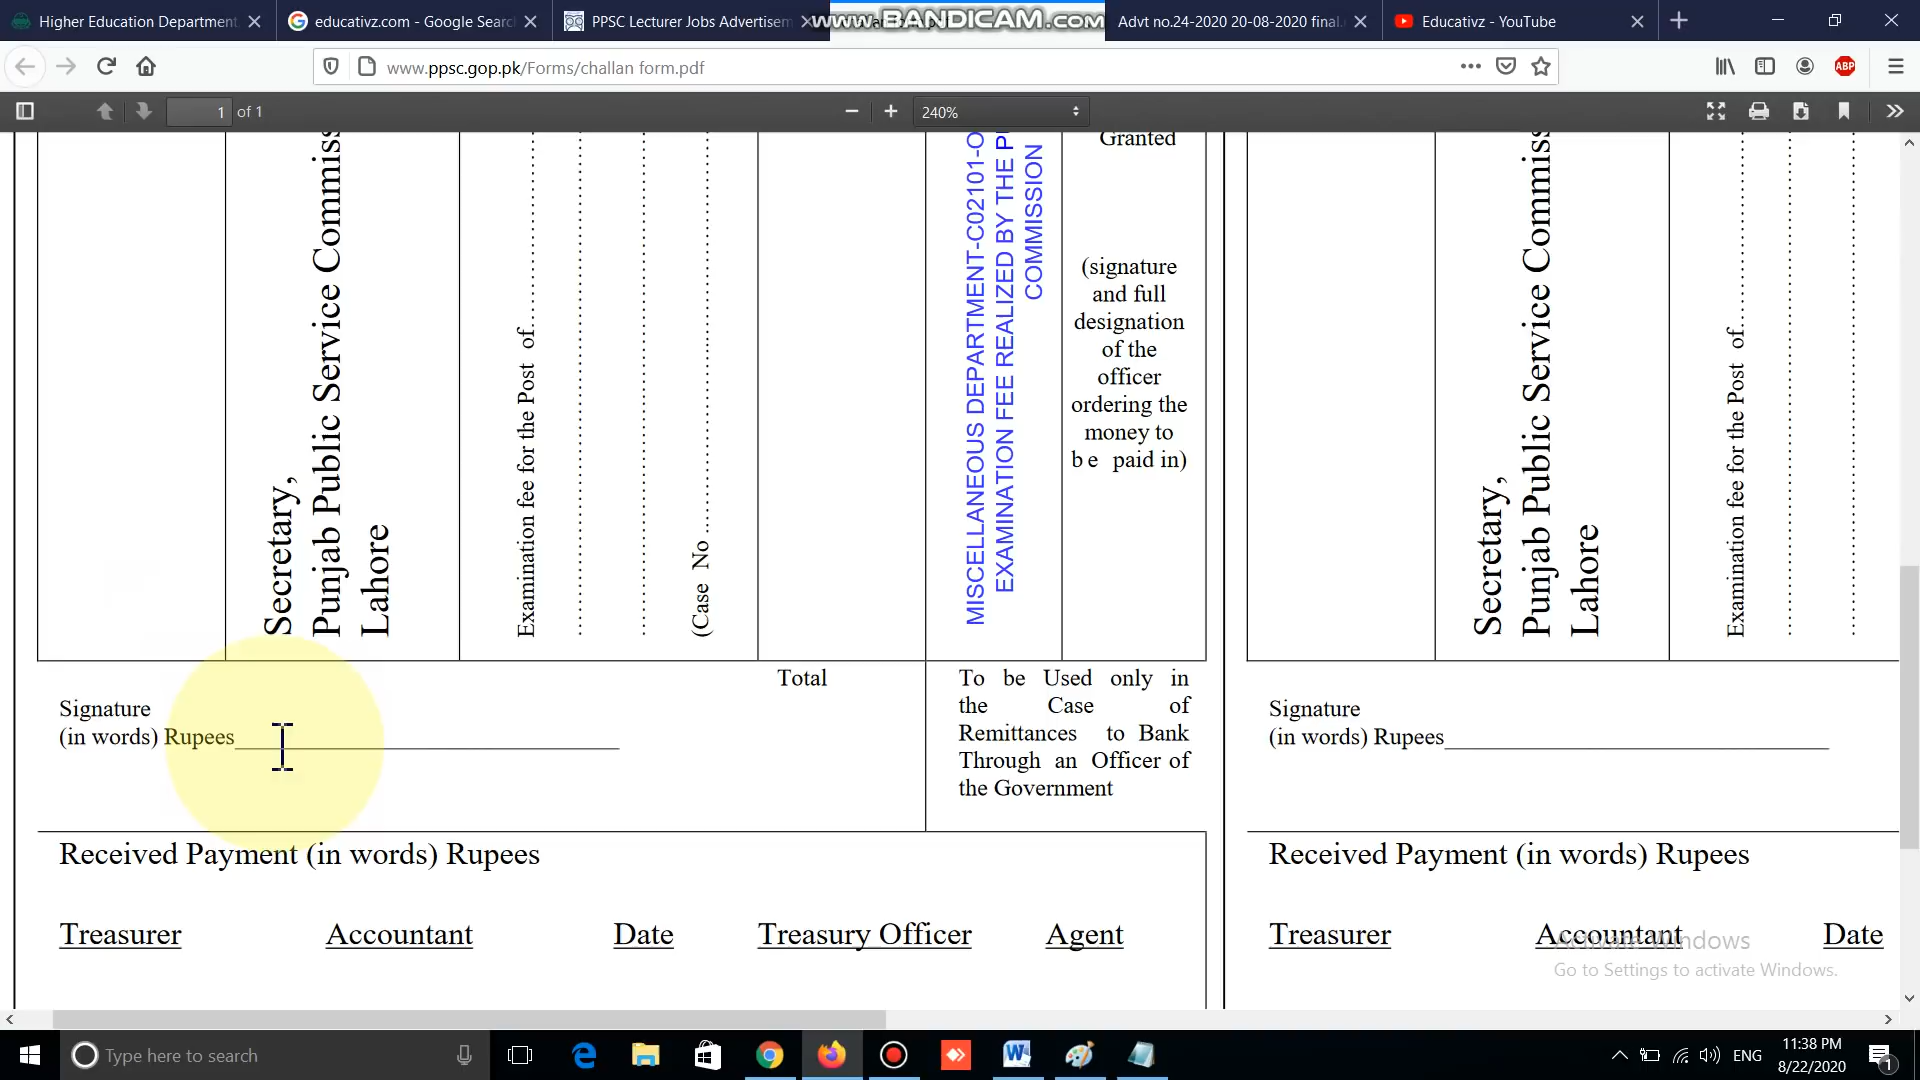 Higher Education Department
educativz.com - Google Searc
PPSC Lecturer Jobs Advertisem
www.BANDICAM.com
Advt no.24-2020 20-08-2020 final.
Educativz - YouTube
www.ppsc.gop.pk/Forms/challan form.pdf
ABP
1 of 1
240%
Secretary,
Punjab Public Service Commiss
Lahore
Examination fee for the Post of
(Case No
MISCELLANEOUS DEPARTMENT-C02101-O
EXAMINATION FEE REALIZED BY THE P
COMMISSION
Granted
(signature
and full
designation
of the
officer
ordering the
money to
be paid in)
Secretary,
Punjab Public Service Commiss
Lahore
Examination fee for the Post of
Signature
(in words) Rupees
Total
To be Used only in
the Case of
Remittances to Bank
Through an Officer of
the Government
Signature
(in words) Rupees
Received Payment (in words) Rupees
Received Payment (in words) Rupees
Treasurer Accountant Date Treasury Officer Agent
Treasurer Accountant Date
Activate Windows
Go to Settings to activate Windows.
Type here to search
ENG
11:38 PM
8/22/2020
1